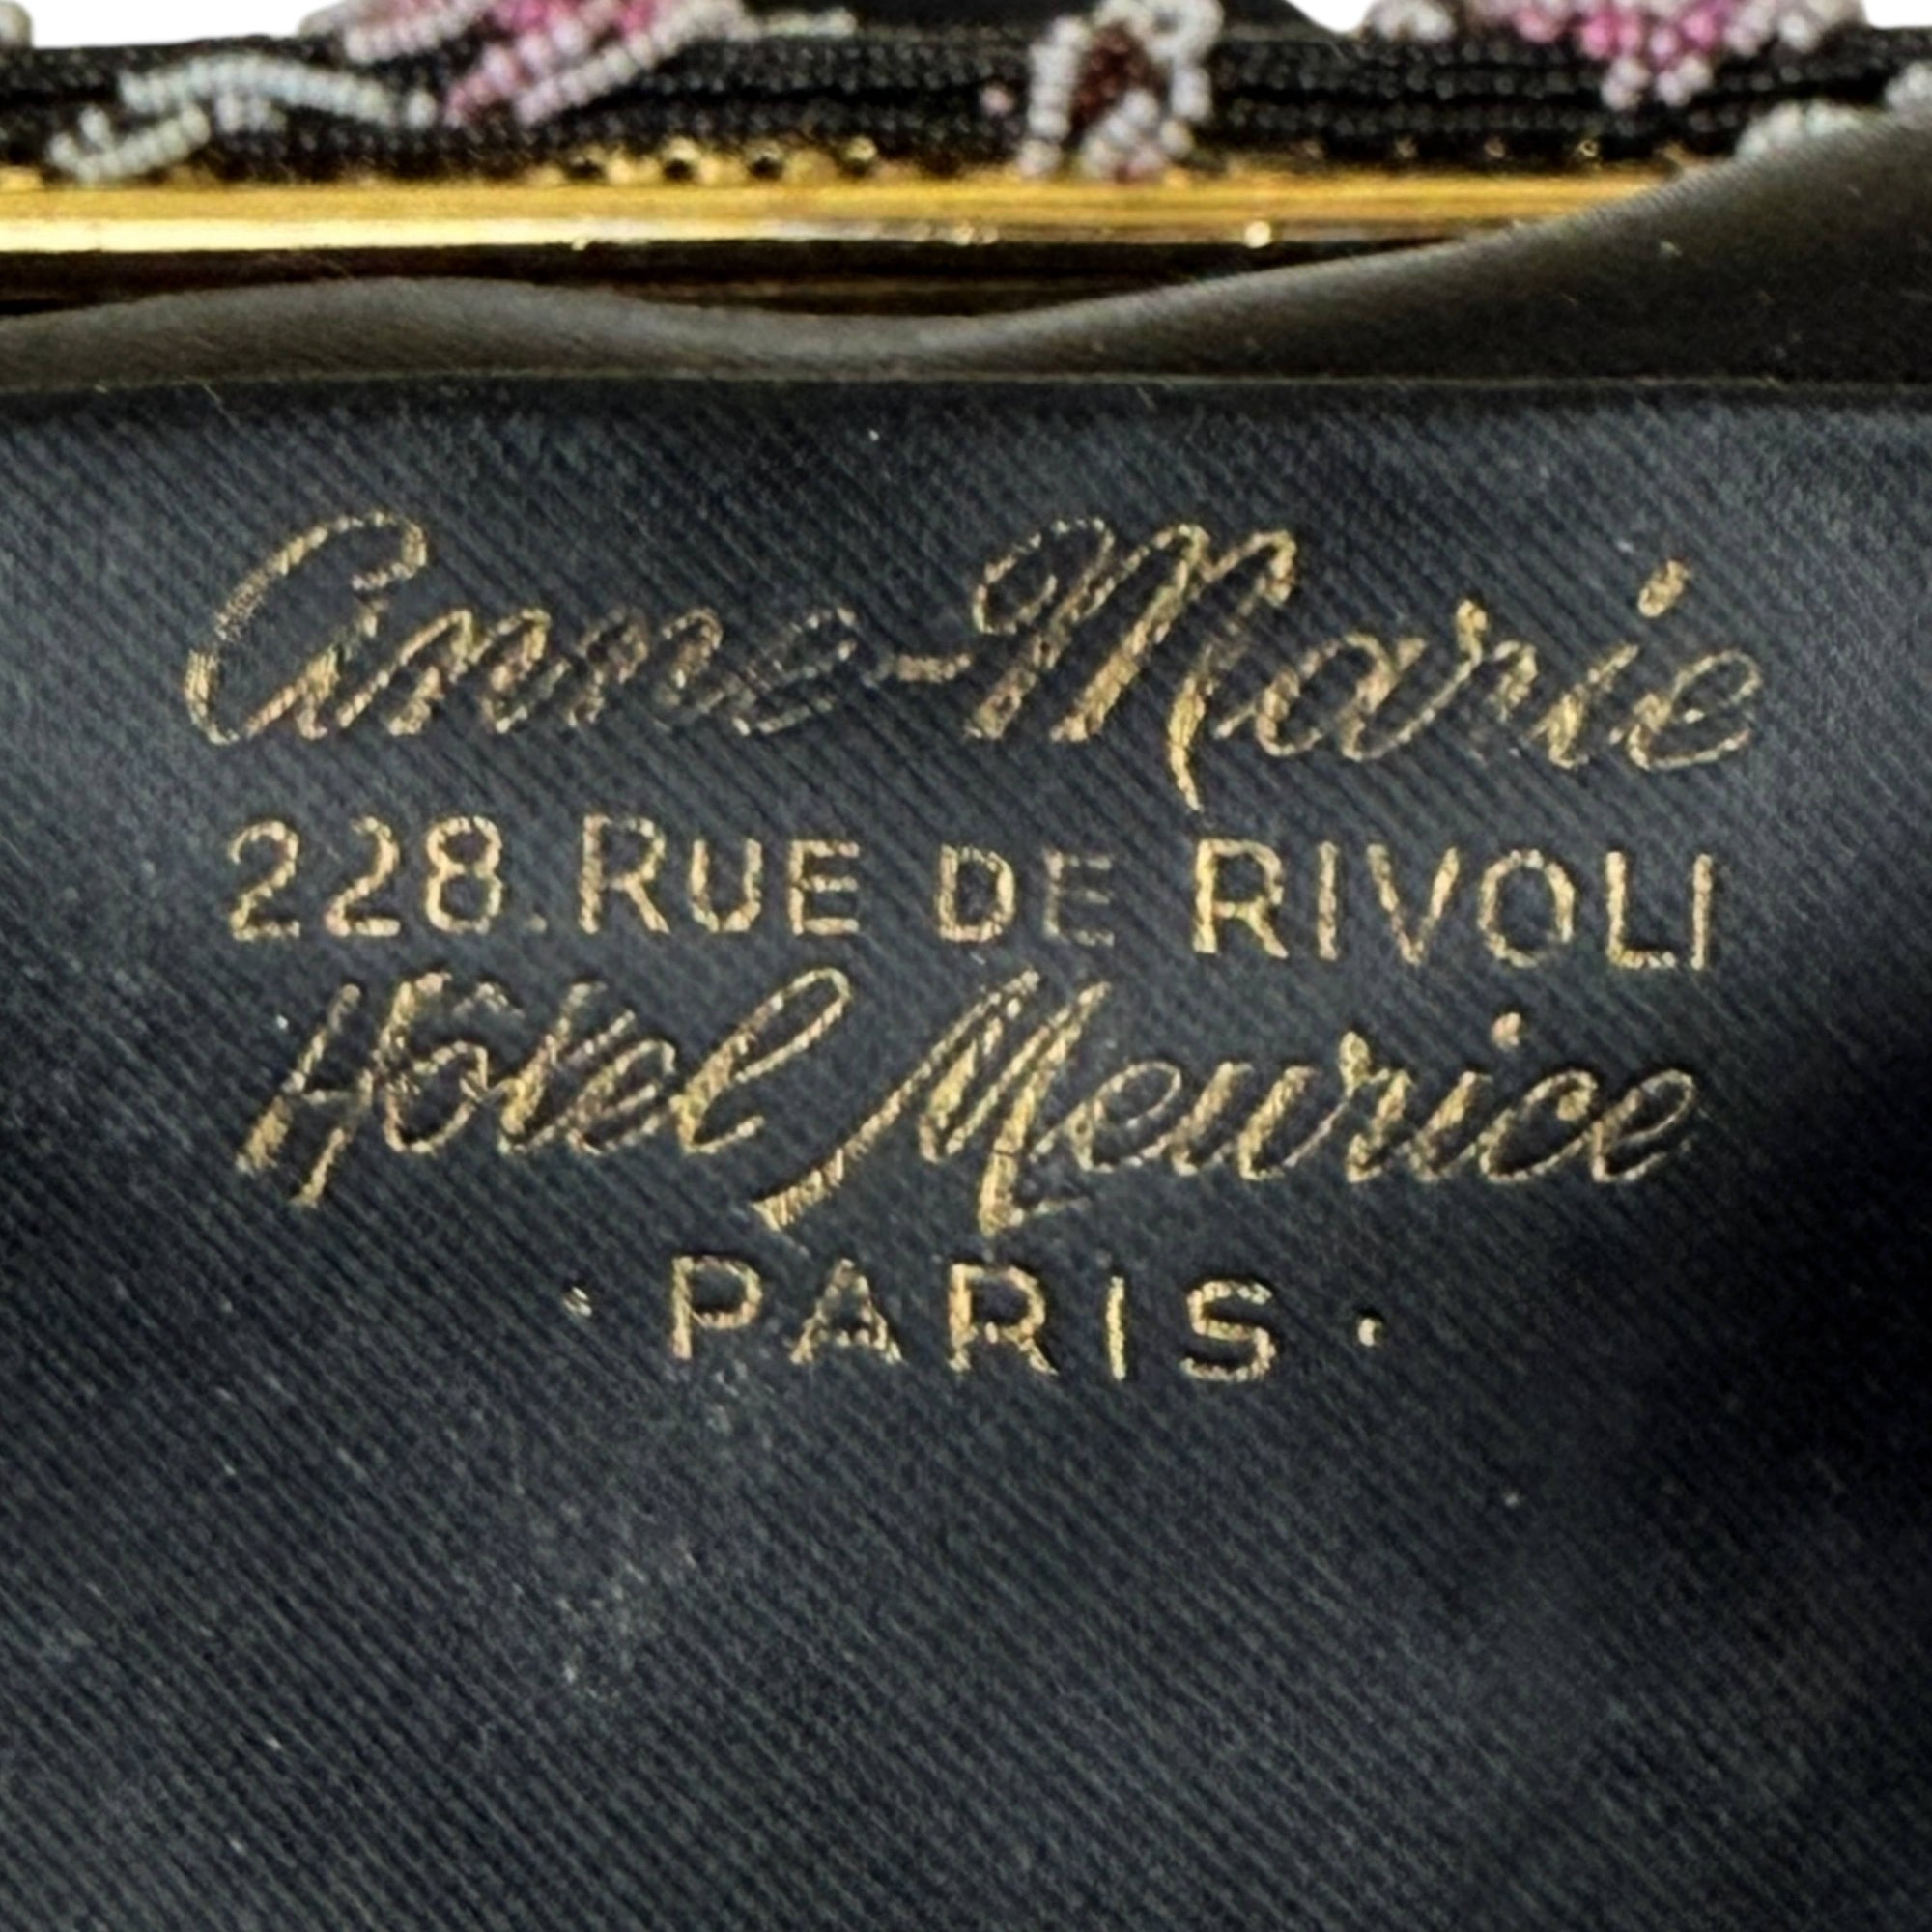 Anne-Marie
228.RUE DE RIVOLI
Hôtel Meurice
·PARIS·